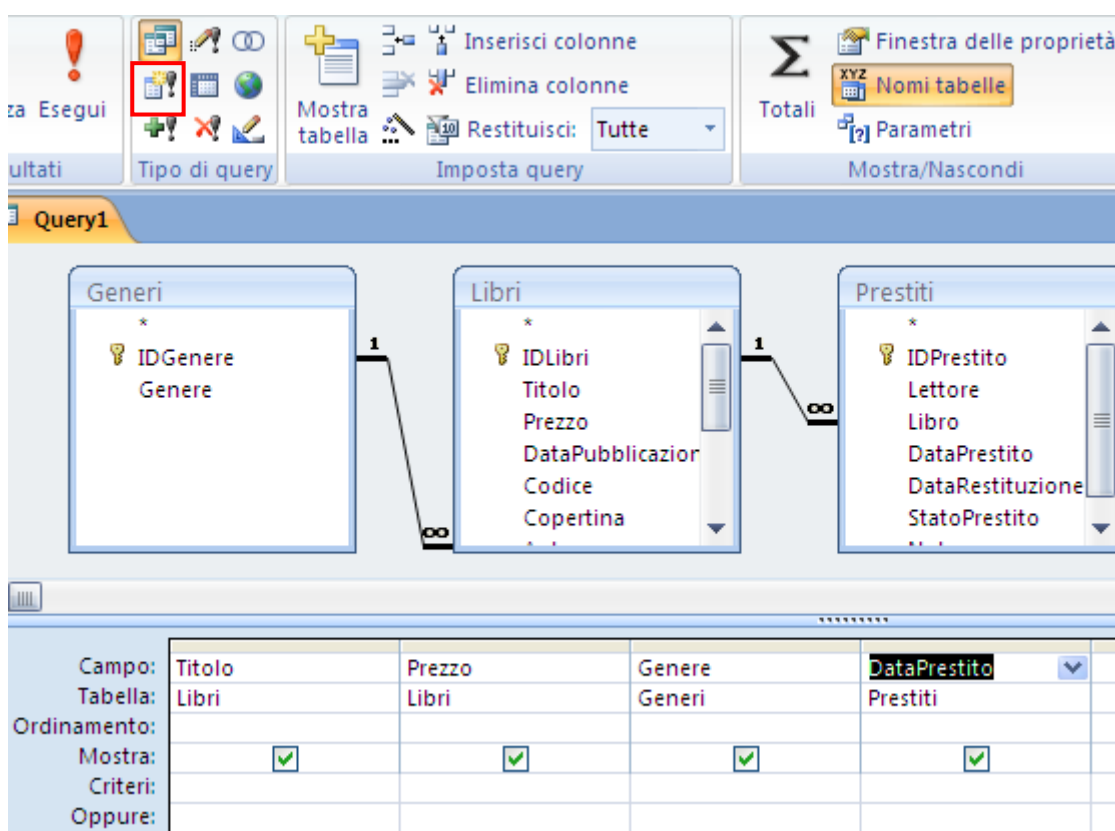 za Esegui
ultati
Tipo di query
Mostra tabella
Inserisci colonne
Elimina colonne
Restituisci: Tutte
Imposta query
Σ
Totali
Finestra delle proprietà
XYZ Nomi tabelle
[?] Parametri
Mostra/Nascondi
Query1
Generi
*
IDGenere
Genere
1
∞
Libri
*
IDLibri
Titolo
Prezzo
DataPubblicazion
Codice
Copertina
1
∞
Prestiti
*
IDPrestito
Lettore
Libro
DataPrestito
DataRestituzione
StatoPrestito
Campo: Titolo Prezzo Genere DataPrestito
Tabella: Libri Libri Generi Prestiti
Ordinamento:
Mostra:
Criteri:
Oppure: